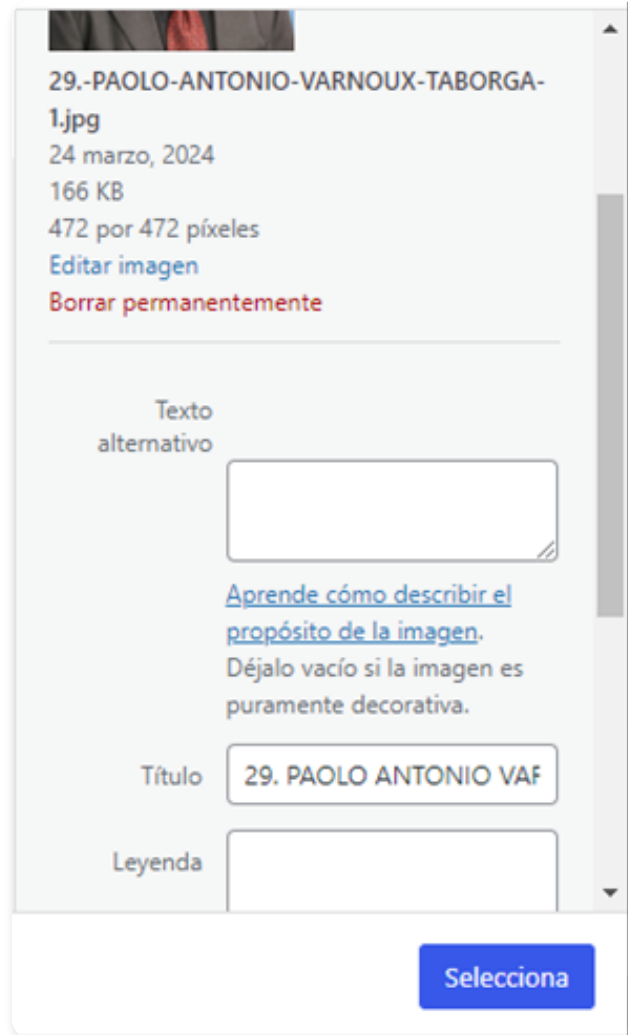 29.-PAOLO-ANTONIO-VARNOUX-TABORGA-
1.jpg
24 marzo, 2024
166 KB
472 por 472 píxeles
Editar imagen
Borrar permanentemente
Texto
alternativo
Aprende cómo describir el
propósito de la imagen.
Déjalo vacío si la imagen es
puramente decorativa.
Título
29. PAOLO ANTONIO VAR
Leyenda
Selecciona